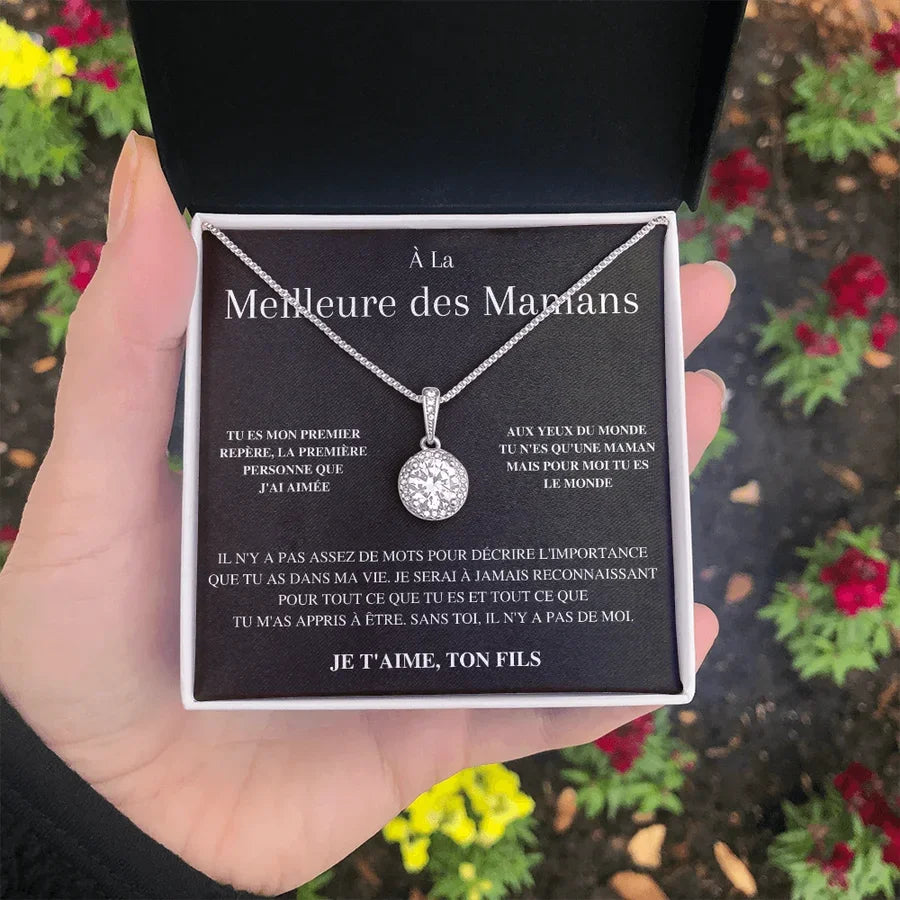 À La
Meilleure des Mamans
TU ES MON PREMIER
REPÈRE, LA PREMIÈRE
PERSONNE QUE
J'AI AIMÉE
AUX YEUX DU MONDE
TU N'ES QU'UNE MAMAN
MAIS POUR MOI TU ES
LE MONDE
IL N'Y A PAS ASSEZ DE MOTS POUR DÉCRIRE L'IMPORTANCE
QUE TU AS DANS MA VIE. JE SERAI À JAMAIS RECONNAISSANT
POUR TOUT CE QUE TU ES ET TOUT CE QUE
TU M'AS APPRIS À ÊTRE. SANS TOI, IL N'Y A PAS DE MOI.
JE T'AIME, TON FILS